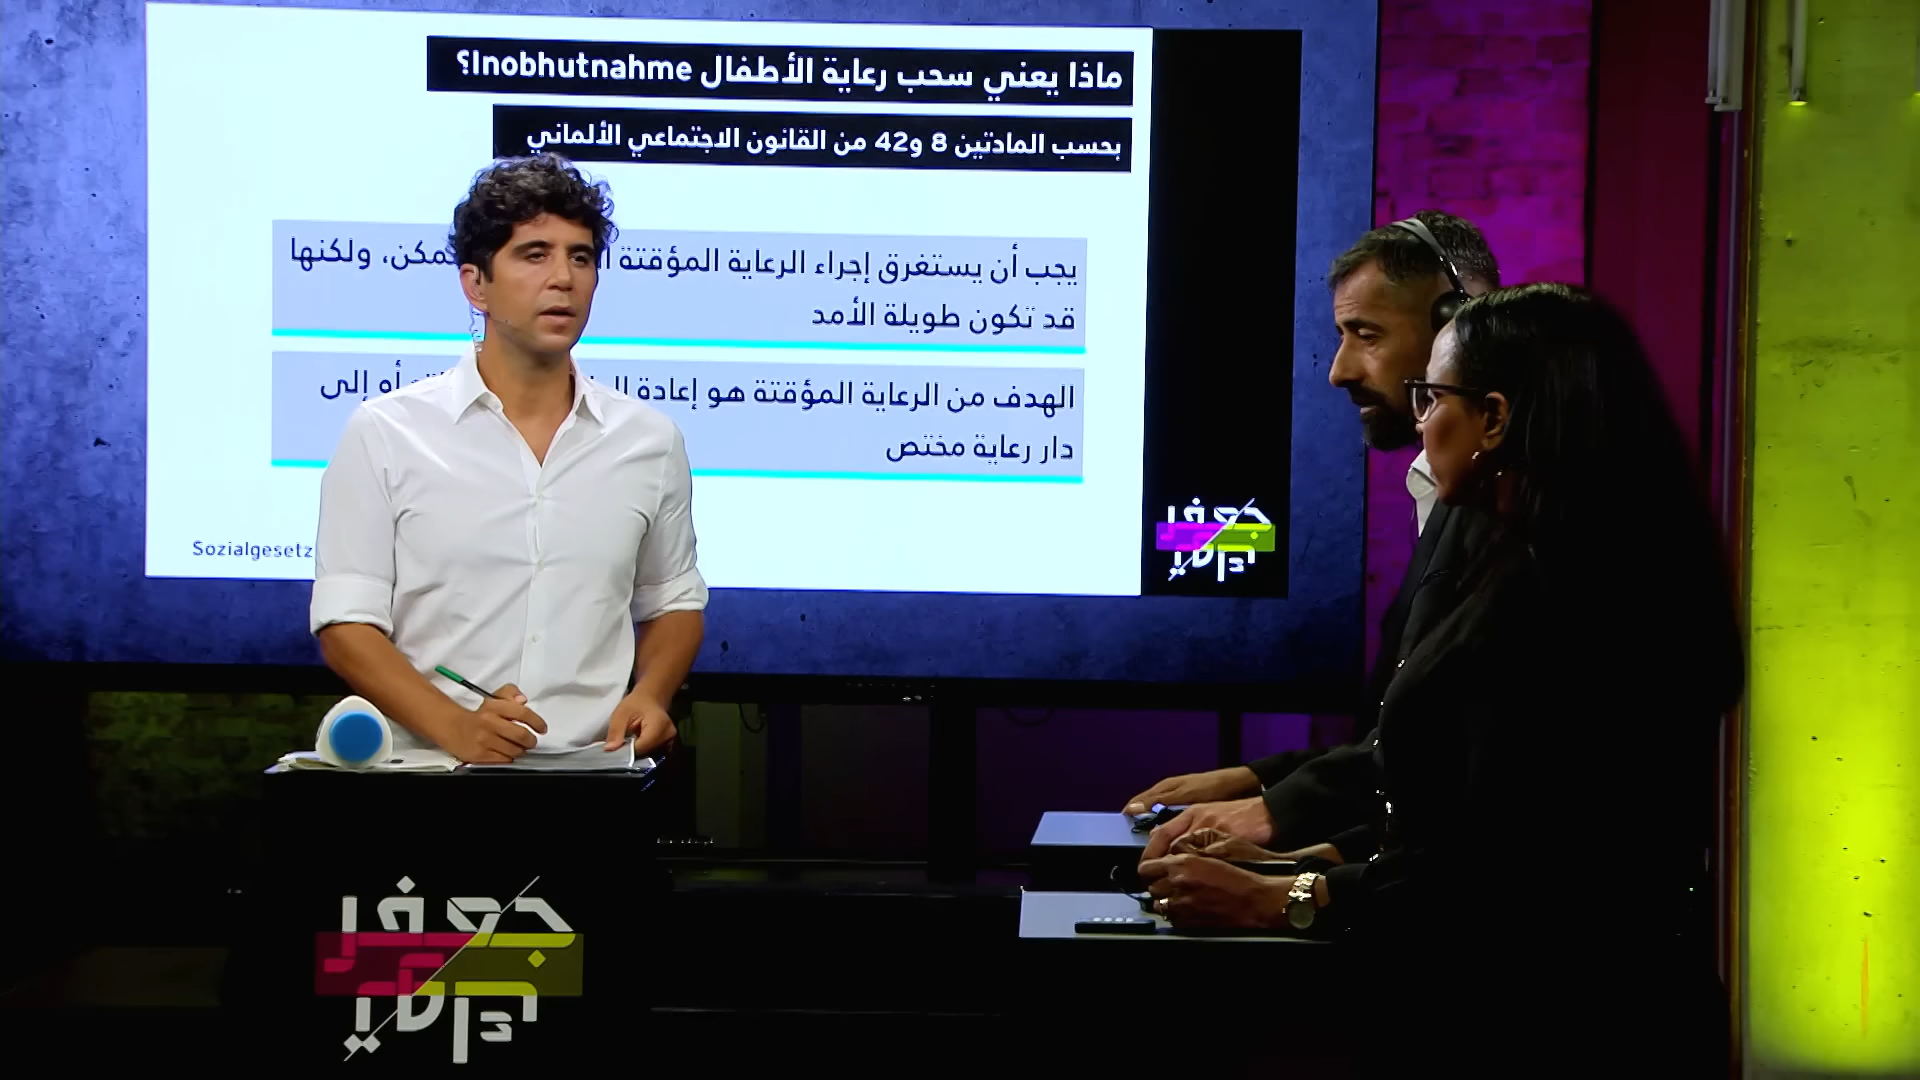 ماذا يعني سحب رعاية الأطفال Inobhutnahme؟
بحسب المادتين 8 و42 من القانون الاجتماعي الألماني
يجب أن يستغرق إجراء الرعاية المؤقتة ولكنها
قد تكون طويلة الأمد
الهدف من الرعاية المؤقتة هو إعادة أو إلى
دار رعاية مختص
Sozialgesetz
جعفر
توك
جعفر
توك